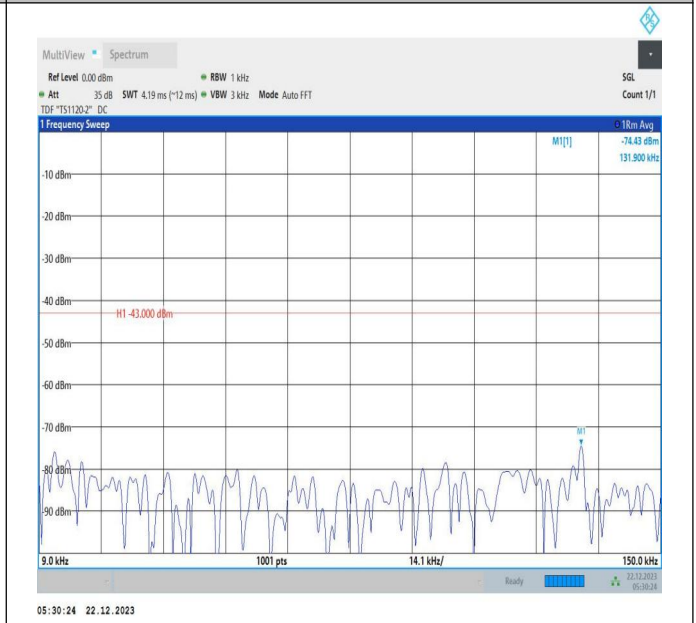 MultiView Spectrum
Ref Level 0.00 dBm RBW 1 kHz SGL
Att 35 dB SWT 4.19 ms (~12 ms) VBW 3 kHz Mode Auto FFT Count 1/1
TDF "TS1120-2" DC
1 Frequency Sweep 1Rm Avg
M1[1] -74.43 dBm
131.900 kHz
-10 dBm
-20 dBm
-30 dBm
-40 dBm
H1 -43.000 dBm
-50 dBm
-60 dBm
-70 dBm
M1
-80 dBm
-90 dBm
9.0 kHz 1001 pts 14.1 kHz/ 150.0 kHz
Ready 22.12.2023
05:30:24
05:30:24 22.12.2023